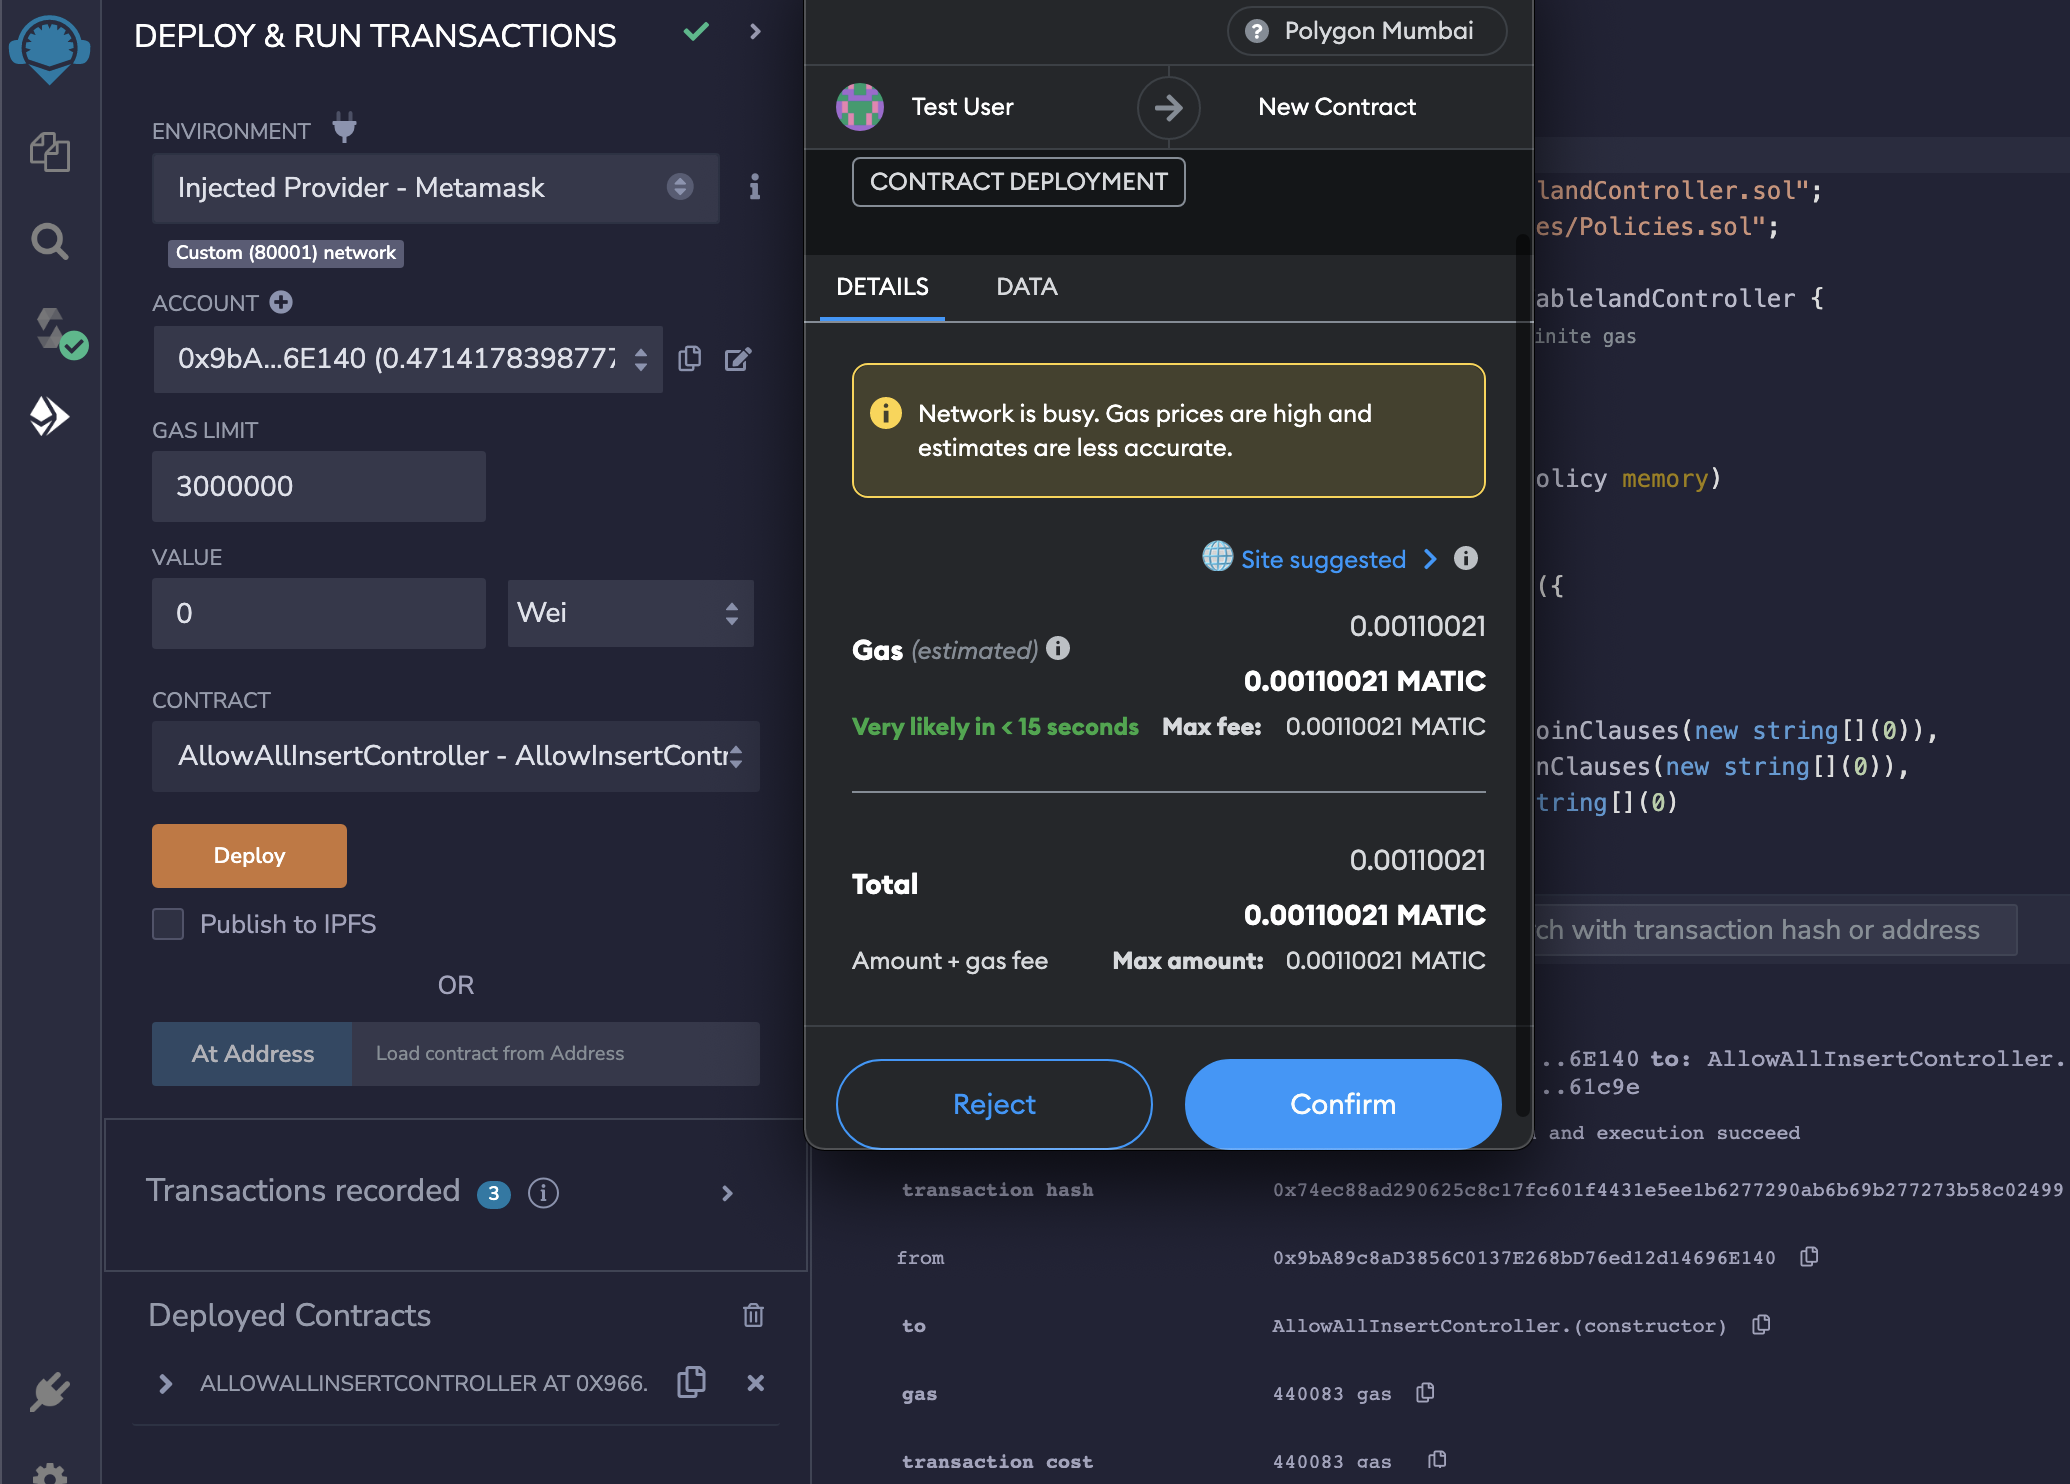 DEPLOY & RUN TRANSACTIONS
ENVIRONMENT
Injected Provider - Metamask
Custom (80001) network
ACCOUNT
0x9bA...6E140 (0.4714178398777
GAS LIMIT
3000000
VALUE
0
Wei
CONTRACT
AllowAllInsertController - AllowInsertContr
Deploy
Publish to IPFS
OR
At Address
Load contract from Address
Transactions recorded 3 i
Deployed Contracts
ALLOWALLINSERTCONTROLLER AT 0X966.
? Polygon Mumbai
Test User
New Contract
CONTRACT DEPLOYMENT
DETAILS
DATA
Network is busy. Gas prices are high and
estimates are less accurate.
Site suggested
0.00110021
Gas (estimated)
0.00110021 MATIC
Very likely in < 15 seconds
Max fee: 0.00110021 MATIC
0.00110021
Total
0.00110021 MATIC
Amount + gas fee
Max amount: 0.00110021 MATIC
Reject
Confirm
landController.sol";
es/Policies.sol";
ablelandController {
inite gas
olicy memory)
({
oinClauses(new string[](0)),
nClauses(new string[](0)),
tring[](0)
rch with transaction hash or address
..6E140 to: AllowAllInsertController.
..61c9e
and execution succeed
transaction hash
0x74ec88ad290625c8c17fc601f4431e5ee1b6277290ab6b69b277273b58c02499
from
0x9bA89c8aD3856C0137E268bD76ed12d14696E140
to
AllowAllInsertController.(constructor)
gas
440083 gas
transaction cost
440083 gas